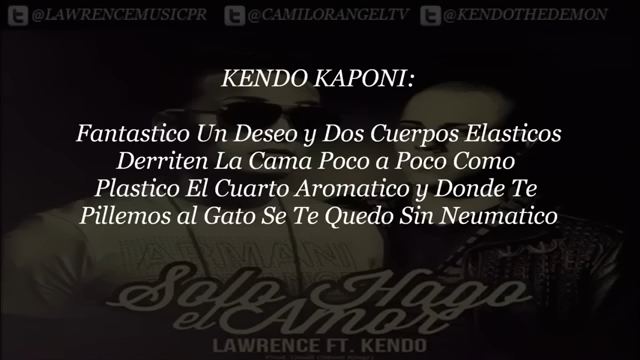 @LAWRENCEMUSICPR @CAMILORANGELTV @KENDOTHEDEMON
KENDO KAPONI:
Fantastico Un Deseo y Dos Cuerpos Elasticos
Derriten La Cama Poco a Poco Como
Plastico El Cuarto Aromatico y Donde Te
Pillemos al Gato Se Te Quedo Sin Neumatico
ARMANI
Solo Hago
el Amor
LAWRENCE FT. KENDO